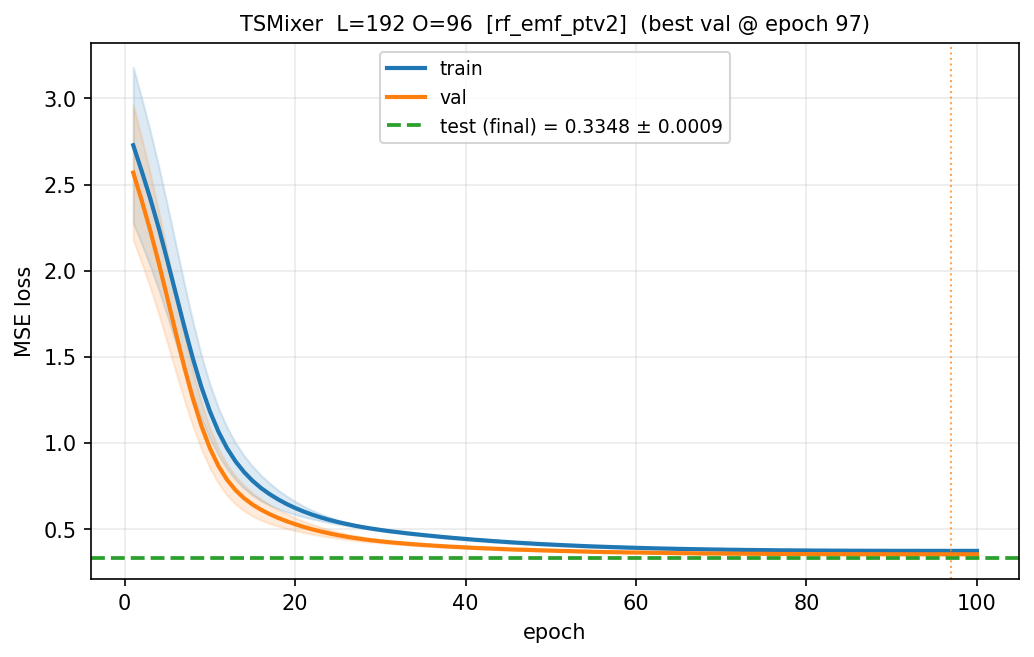 TSMixer L=192 O=96 [rf_emf_ptv2] (best val @ epoch 97)
train
val
test (final) = 0.3348 ± 0.0009
MSE loss
3.0
2.5
2.0
1.5
1.0
0.5
0 20 40 60 80 100
epoch